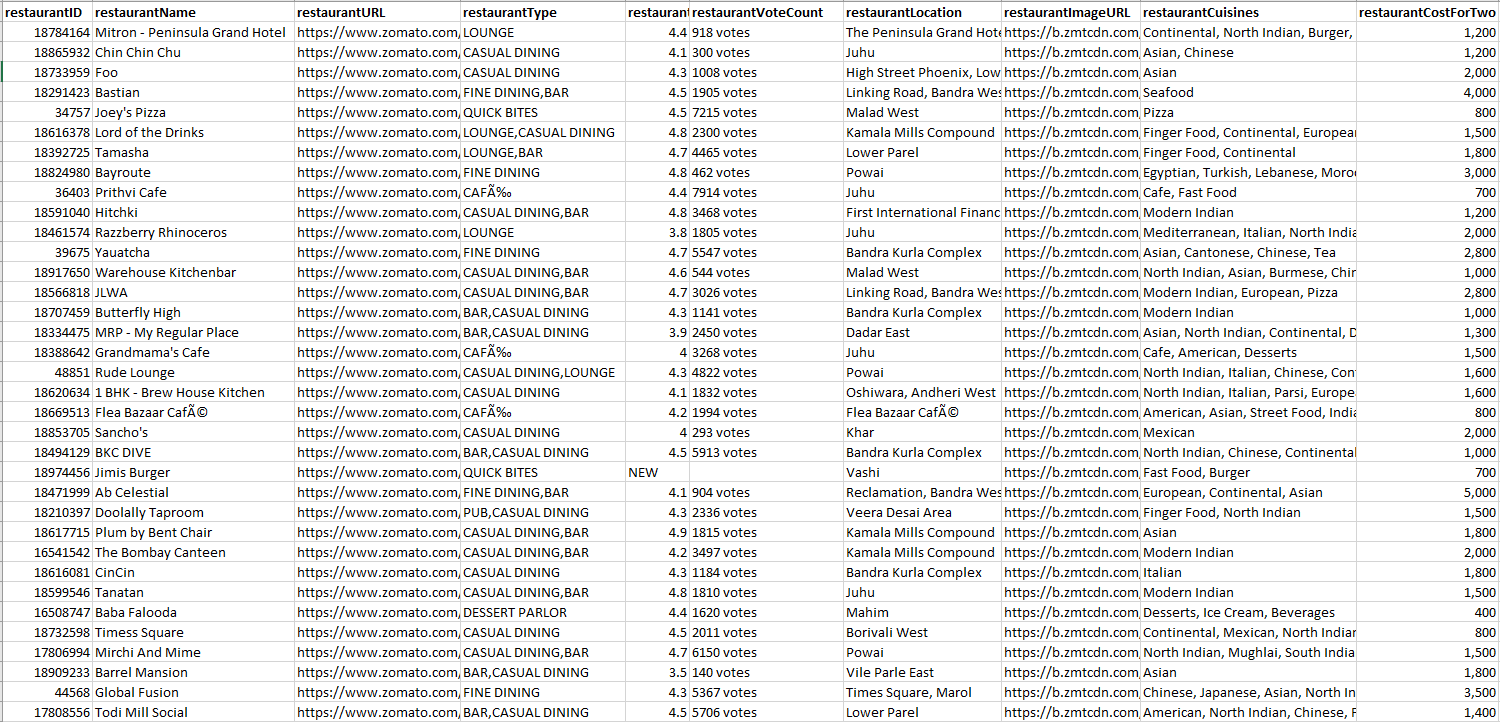 restaurantID restaurantName restaurantURL restaurantType restaurant restaurantVoteCount restaurantLocation restaurantImageURL restaurantCuisines restaurantCostForTwo
18784164 Mitron - Peninsula Grand Hotel https://www.zomato.com/ LOUNGE 4.4 918 votes The Peninsula Grand Hote https://b.zmtcdn.com/ Continental, North Indian, Burger, 1,200
18865932 Chin Chin Chu https://www.zomato.com/ CASUAL DINING 4.1 300 votes Juhu https://b.zmtcdn.com/ Asian, Chinese 1,200
18733959 Foo https://www.zomato.com/ CASUAL DINING 4.3 1008 votes High Street Phoenix, Low https://b.zmtcdn.com/ Asian 2,000
18291423 Bastian https://www.zomato.com/ FINE DINING,BAR 4.5 1905 votes Linking Road, Bandra Wes https://b.zmtcdn.com/ Seafood 4,000
34757 Joey's Pizza https://www.zomato.com/ QUICK BITES 4.5 7215 votes Malad West https://b.zmtcdn.com/ Pizza 800
18616378 Lord of the Drinks https://www.zomato.com/ LOUNGE,CASUAL DINING 4.8 2300 votes Kamala Mills Compound https://b.zmtcdn.com/ Finger Food, Continental, European 1,500
18392725 Tamasha https://www.zomato.com/ LOUNGE,BAR 4.7 4465 votes Lower Parel https://b.zmtcdn.com/ Finger Food, Continental 1,800
18824980 Bayroute https://www.zomato.com/ FINE DINING 4.8 462 votes Powai https://b.zmtcdn.com/ Egyptian, Turkish, Lebanese, Moroc 3,000
36403 Prithvi Cafe https://www.zomato.com/ CAFÃ‰ 4.4 7914 votes Juhu https://b.zmtcdn.com/ Cafe, Fast Food 700
18591040 Hitchki https://www.zomato.com/ CASUAL DINING,BAR 4.8 3468 votes First International Financ https://b.zmtcdn.com/ Modern Indian 1,200
18461574 Razzberry Rhinoceros https://www.zomato.com/ LOUNGE 3.8 1805 votes Juhu https://b.zmtcdn.com/ Mediterranean, Italian, North India 2,000
39675 Yauatcha https://www.zomato.com/ FINE DINING 4.7 5547 votes Bandra Kurla Complex https://b.zmtcdn.com/ Asian, Cantonese, Chinese, Tea 2,800
18917650 Warehouse Kitchenbar https://www.zomato.com/ CASUAL DINING,BAR 4.6 544 votes Malad West https://b.zmtcdn.com/ North Indian, Asian, Burmese, Chin 1,000
18566818 JLWA https://www.zomato.com/ CASUAL DINING,BAR 4.7 3026 votes Linking Road, Bandra Wes https://b.zmtcdn.com/ Modern Indian, European, Pizza 2,800
18707459 Butterfly High https://www.zomato.com/ BAR,CASUAL DINING 4.3 1141 votes Bandra Kurla Complex https://b.zmtcdn.com/ Modern Indian 1,000
18334475 MRP - My Regular Place https://www.zomato.com/ BAR,CASUAL DINING 3.9 2450 votes Dadar East https://b.zmtcdn.com/ Asian, North Indian, Continental, D 1,300
18388642 Grandmama's Cafe https://www.zomato.com/ CAFÃ‰ 4 3268 votes Juhu https://b.zmtcdn.com/ Cafe, American, Desserts 1,500
48851 Rude Lounge https://www.zomato.com/ CASUAL DINING,LOUNGE 4.3 4822 votes Powai https://b.zmtcdn.com/ North Indian, Italian, Chinese, Con 1,600
18620634 1 BHK - Brew House Kitchen https://www.zomato.com/ CASUAL DINING 4.1 1832 votes Oshiwara, Andheri West https://b.zmtcdn.com/ North Indian, Italian, Parsi, Europe 1,600
18669513 Flea Bazaar CafÃ© https://www.zomato.com/ CAFÃ‰ 4.2 1994 votes Flea Bazaar CafÃ© https://b.zmtcdn.com/ American, Asian, Street Food, India 800
18853705 Sancho's https://www.zomato.com/ CASUAL DINING 4 293 votes Khar https://b.zmtcdn.com/ Mexican 2,000
18494129 BKC DIVE https://www.zomato.com/ BAR,CASUAL DINING 4.5 5913 votes Bandra Kurla Complex https://b.zmtcdn.com/ North Indian, Chinese, Continental 1,000
18974456 Jimis Burger https://www.zomato.com/ QUICK BITES NEW Vashi https://b.zmtcdn.com/ Fast Food, Burger 700
18471999 Ab Celestial https://www.zomato.com/ FINE DINING,BAR 4.1 904 votes Reclamation, Bandra Wes https://b.zmtcdn.com/ European, Continental, Asian 5,000
18210397 Doolally Taproom https://www.zomato.com/ PUB,CASUAL DINING 4.3 2336 votes Veera Desai Area https://b.zmtcdn.com/ Finger Food, North Indian 1,500
18617715 Plum by Bent Chair https://www.zomato.com/ CASUAL DINING,BAR 4.9 1815 votes Kamala Mills Compound https://b.zmtcdn.com/ Asian 1,800
16541542 The Bombay Canteen https://www.zomato.com/ CASUAL DINING,BAR 4.2 3497 votes Kamala Mills Compound https://b.zmtcdn.com/ Modern Indian 2,000
18616081 CinCin https://www.zomato.com/ CASUAL DINING 4.3 1184 votes Bandra Kurla Complex https://b.zmtcdn.com/ Italian 1,800
18599546 Tanatan https://www.zomato.com/ CASUAL DINING,BAR 4.8 1810 votes Juhu https://b.zmtcdn.com/ Modern Indian 1,500
16508747 Baba Falooda https://www.zomato.com/ DESSERT PARLOR 4.4 1620 votes Mahim https://b.zmtcdn.com/ Desserts, Ice Cream, Beverages 400
18732598 Timess Square https://www.zomato.com/ CASUAL DINING 4.5 2011 votes Borivali West https://b.zmtcdn.com/ Continental, Mexican, North Indian 800
17806994 Mirchi And Mime https://www.zomato.com/ CASUAL DINING 4.7 6150 votes Powai https://b.zmtcdn.com/ North Indian, Mughlai, South India 1,500
18909233 Barrel Mansion https://www.zomato.com/ BAR,CASUAL DINING 3.5 140 votes Vile Parle East https://b.zmtcdn.com/ Asian 1,800
44568 Global Fusion https://www.zomato.com/ FINE DINING 4.3 5367 votes Times Square, Marol https://b.zmtcdn.com/ Chinese, Japanese, Asian, North In 3,500
17808556 Todi Mill Social https://www.zomato.com/ BAR,CASUAL DINING 4.5 5706 votes Lower Parel https://b.zmtcdn.com/ American, North Indian, Chinese, F 1,400